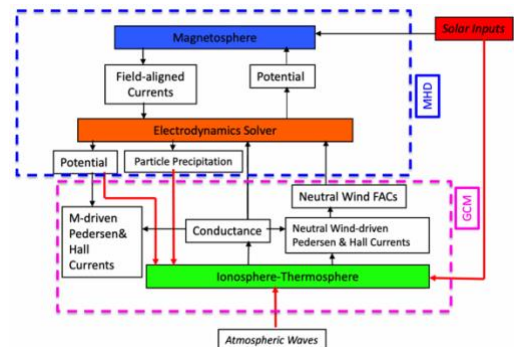 Solar Inputs
Magnetosphere
Field-aligned
Currents
Potential
MHD
Electrodynamics Solver
Potential
Particle Precipitation
Neutral Wind FACs
GCM
M-driven
Pedersen&
Hall
Currents
Conductance
Neutral Wind-driven
Pedersen & Hall Currents
Ionosphere-Thermosphere
Atmospheric Waves